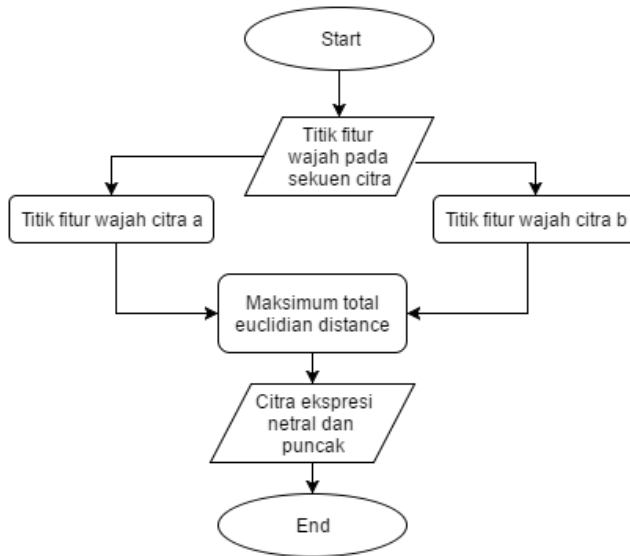 Start
Titik fitur
wajah pada
sekuen citra
Titik fitur wajah citra a
Titik fitur wajah citra b
Maksimum total
euclidian distance
Citra ekspresi
netral dan
puncak
End